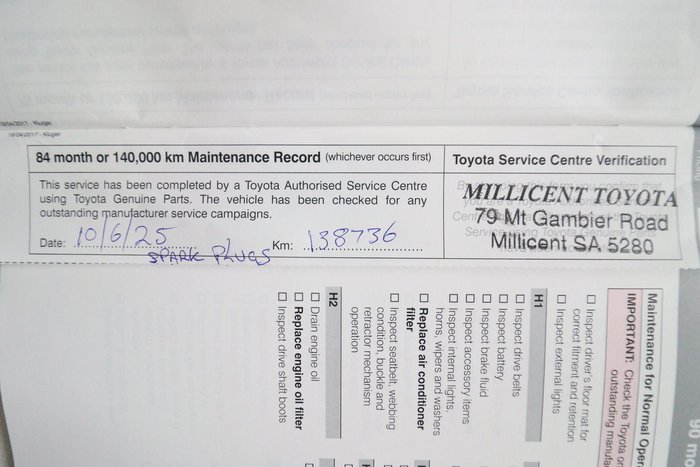 19/04/2017 - Kluger
84 month or 140,000 km Maintenance Record (whichever occurs first)
Toyota Service Centre Verification
This service has been completed by a Toyota Authorised Service Centre
using Toyota Genuine Parts. The vehicle has been checked for any
outstanding manufacturer service campaigns.
Date: 10/6/25
Km: 138736
SPARK PLUGS
MILLICENT TOYOTA
79 Mt Gambier Road
Millicent SA 5280
Maintenance for Normal
IMPORTANT: Check the Toyota
outstanding
Inspect driver's floor mat for
correct fitment and retention
Inspect external lights
H1
Inspect drive belts
Inspect battery
Inspect brake fluid
Inspect accessory items
Inspect internal lights,
horns, wipers and washers
Replace air conditioner
filter
Inspect seatbelt, webbing
condition, buckle and
retractor mechanism
operation
H2
Drain engine oil
Replace engine oil filter
Inspect drive shaft boots